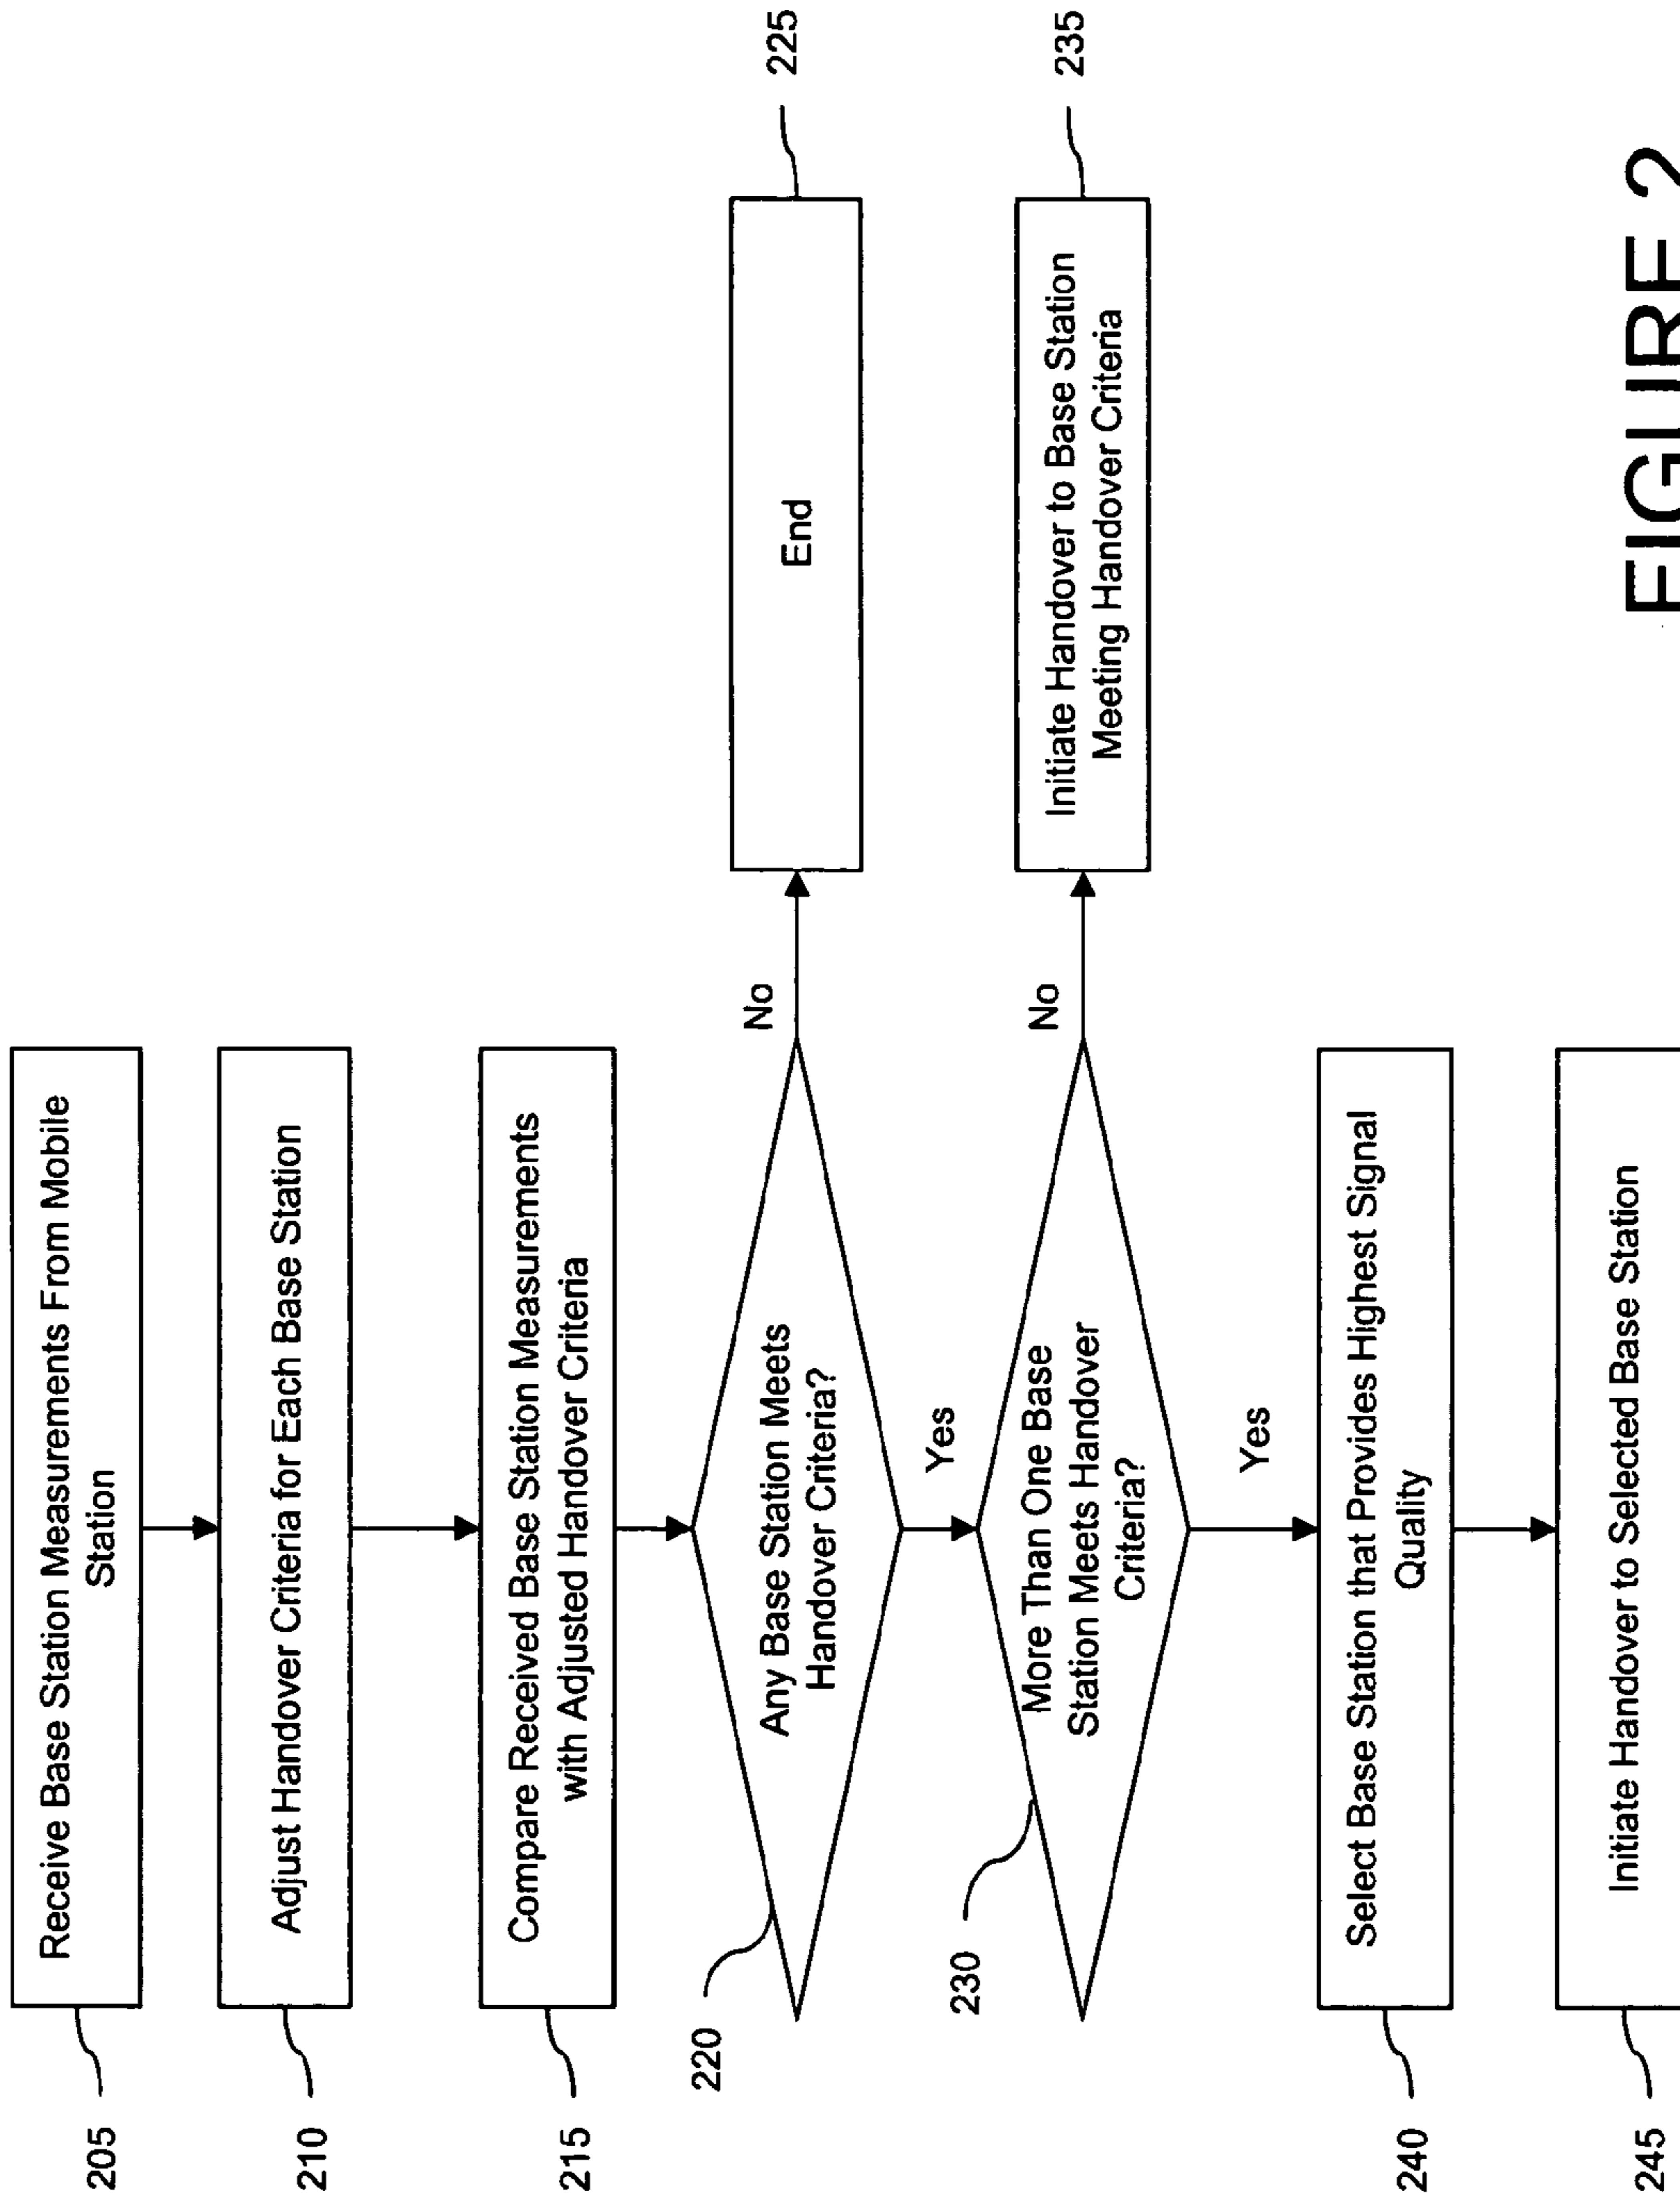 205
Receive Base Station Measurements From Mobile
Station
210
Adjust Handover Criteria for Each Base Station
215
Compare Received Base Station Measurements
with Adjusted Handover Criteria
220
Any Base Station Meets
Handover Criteria?
No
End
225
Yes
230
More Than One Base
Station Meets Handover
Criteria?
No
Initiate Handover to Base Station
Meeting Handover Criteria
235
Yes
240
Select Base Station that Provides Highest Signal
Quality
245
Initiate Handover to Selected Base Station
FIGURE 2